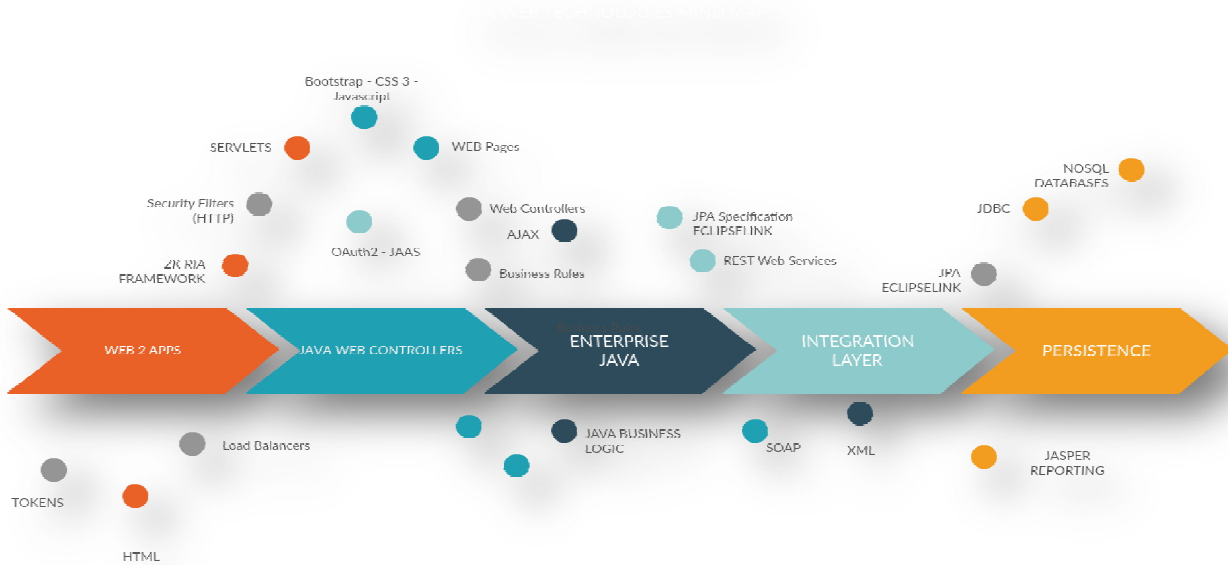 TECHNOLOGIES
Bootstrap - CSS 3 -
Javascript
SERVLETS
WEB Pages
NOSQL
DATABASES
Security Filters
(HTTP)
Web Controllers
JDBC
JPA Specification
ECLIPSELINK
AJAX
OAuth2 - JAAS
REST Web Services
ZK RIA
FRAMEWORK
Business Rules
JPA
ECLIPSELINK
WEB 2 APPS
JAVA WEB CONTROLLERS
ENTERPRISE
JAVA
INTEGRATION
LAYER
PERSISTENCE
Load Balancers
JAVA BUSINESS
LOGIC
SOAP
XML
JASPER
REPORTING
TOKENS
HTML